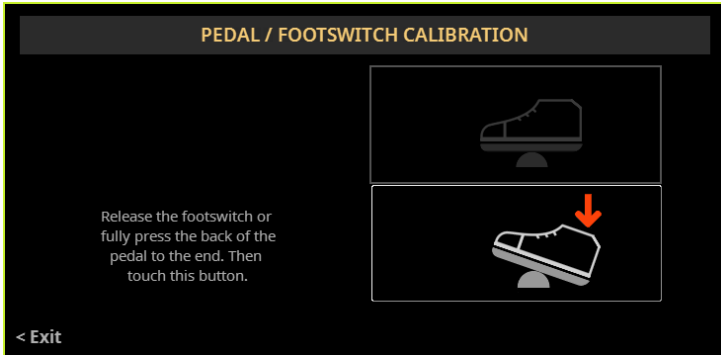 PEDAL / FOOTSWITCH CALIBRATION
Release the footswitch or
fully press the back of the
pedal to the end. Then
touch this button.
< Exit